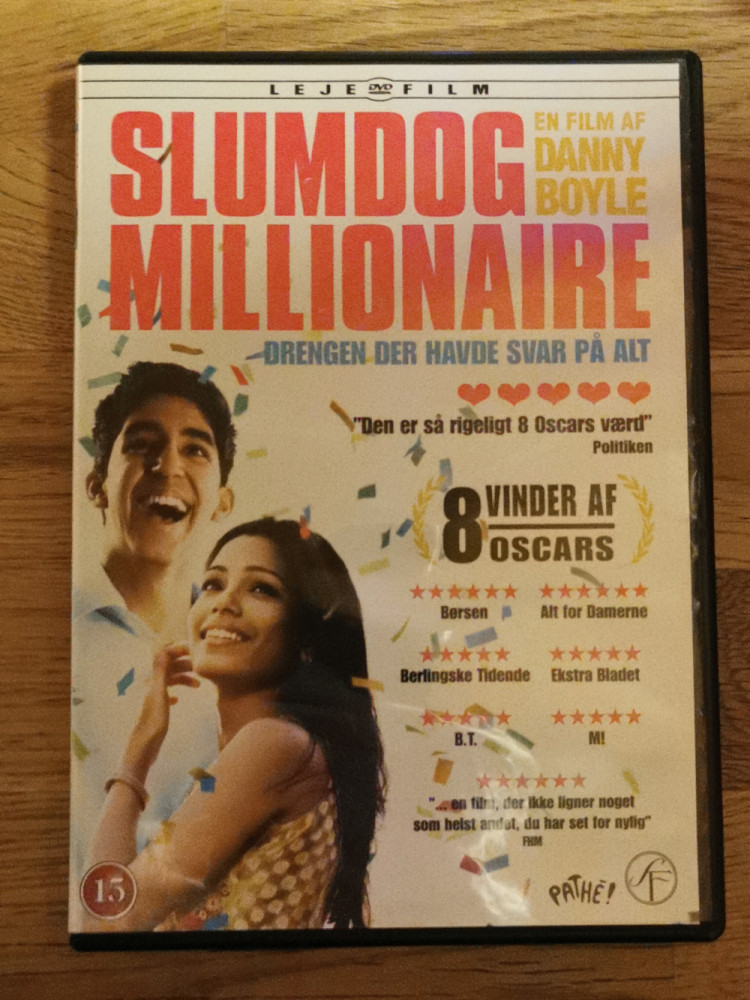 LEJE DVD FILM
SLUMDOG
EN FILM AF
DANNY
BOYLE
MILLIONAIRE
-DRENGEN DER HAVDE SVAR PÅ ALT
"Den er så rigeligt 8 Oscars værd"
Politiken
8 VINDER AF
OSCARS
Børsen Alt for Damerne
Berlingske Tidende Ekstra Bladet
B.T. M!
"... en film, der ikke ligner noget
som helst andet, du har set for nylig"
FHM
15
PATHÉ! SF